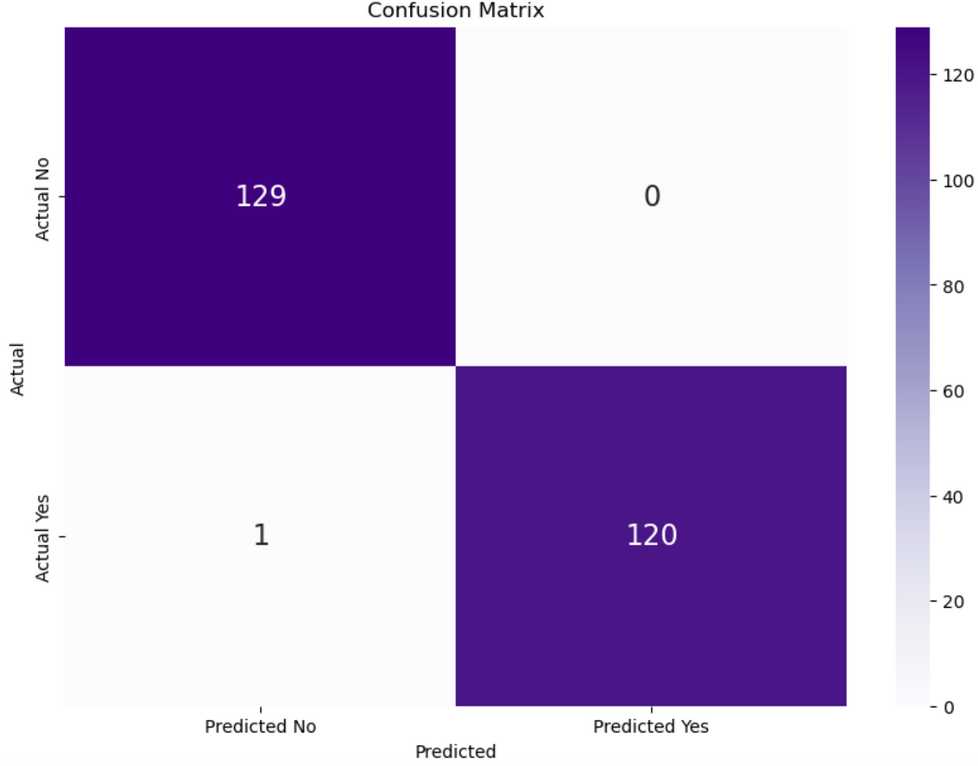 Confusion Matrix
Actual
Actual No
129
0
Actual Yes
1
120
Predicted No
Predicted Yes
Predicted
120
100
80
60
40
20
0